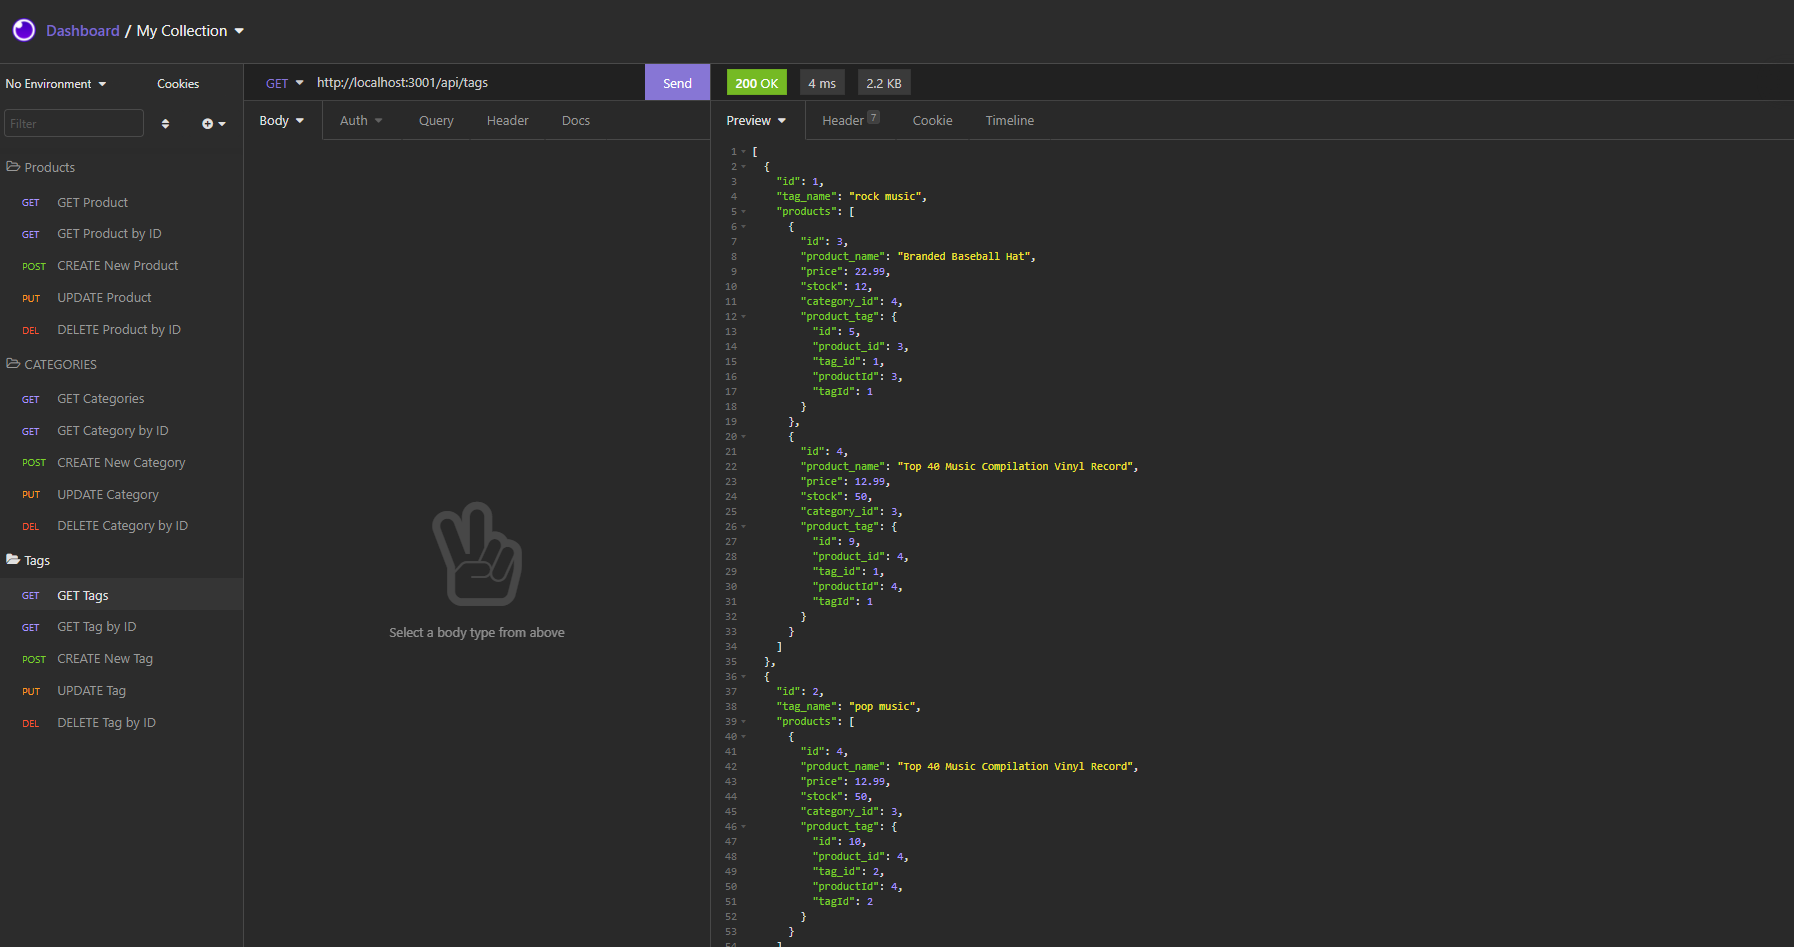 Dashboard / My Collection
No Environment
Cookies
Filter
Products
GET GET Product
GET GET Product by ID
POST CREATE New Product
PUT UPDATE Product
DEL DELETE Product by ID
CATEGORIES
GET GET Categories
GET GET Category by ID
POST CREATE New Category
PUT UPDATE Category
DEL DELETE Category by ID
Tags
GET GET Tags
GET GET Tag by ID
POST CREATE New Tag
PUT UPDATE Tag
DEL DELETE Tag by ID
GET http://localhost:3001/api/tags Send
Body Auth Query Header Docs
Select a body type from above
200 OK 4 ms 2.2 KB
Preview Header 7 Cookie Timeline
1 [
2 {
3 "id": 1,
4 "tag_name": "rock music",
5 "products": [
6 {
7 "id": 3,
8 "product_name": "Branded Baseball Hat",
9 "price": 22.99,
10 "stock": 12,
11 "category_id": 4,
12 "product_tag": {
13 "id": 5,
14 "product_id": 3,
15 "tag_id": 1,
16 "productId": 3,
17 "tagId": 1
18 }
19 },
20 {
21 "id": 4,
22 "product_name": "Top 40 Music Compilation Vinyl Record",
23 "price": 12.99,
24 "stock": 50,
25 "category_id": 3,
26 "product_tag": {
27 "id": 9,
28 "product_id": 4,
29 "tag_id": 1,
30 "productId": 4,
31 "tagId": 1
32 }
33 }
34 ]
35 },
36 {
37 "id": 2,
38 "tag_name": "pop music",
39 "products": [
40 {
41 "id": 4,
42 "product_name": "Top 40 Music Compilation Vinyl Record",
43 "price": 12.99,
44 "stock": 50,
45 "category_id": 3,
46 "product_tag": {
47 "id": 10,
48 "product_id": 4,
49 "tag_id": 2,
50 "productId": 4,
51 "tagId": 2
52 }
53 }
54 ]